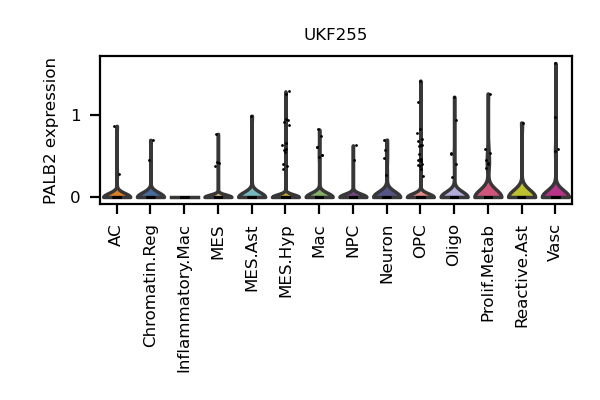 UKF255
PALB2 expression
1
0
AC
Chromatin.Reg
Inflammatory.Mac
MES
MES.Ast
MES.Hyp
Mac
NPC
Neuron
OPC
Oligo
Prolif.Metab
Reactive.Ast
Vasc